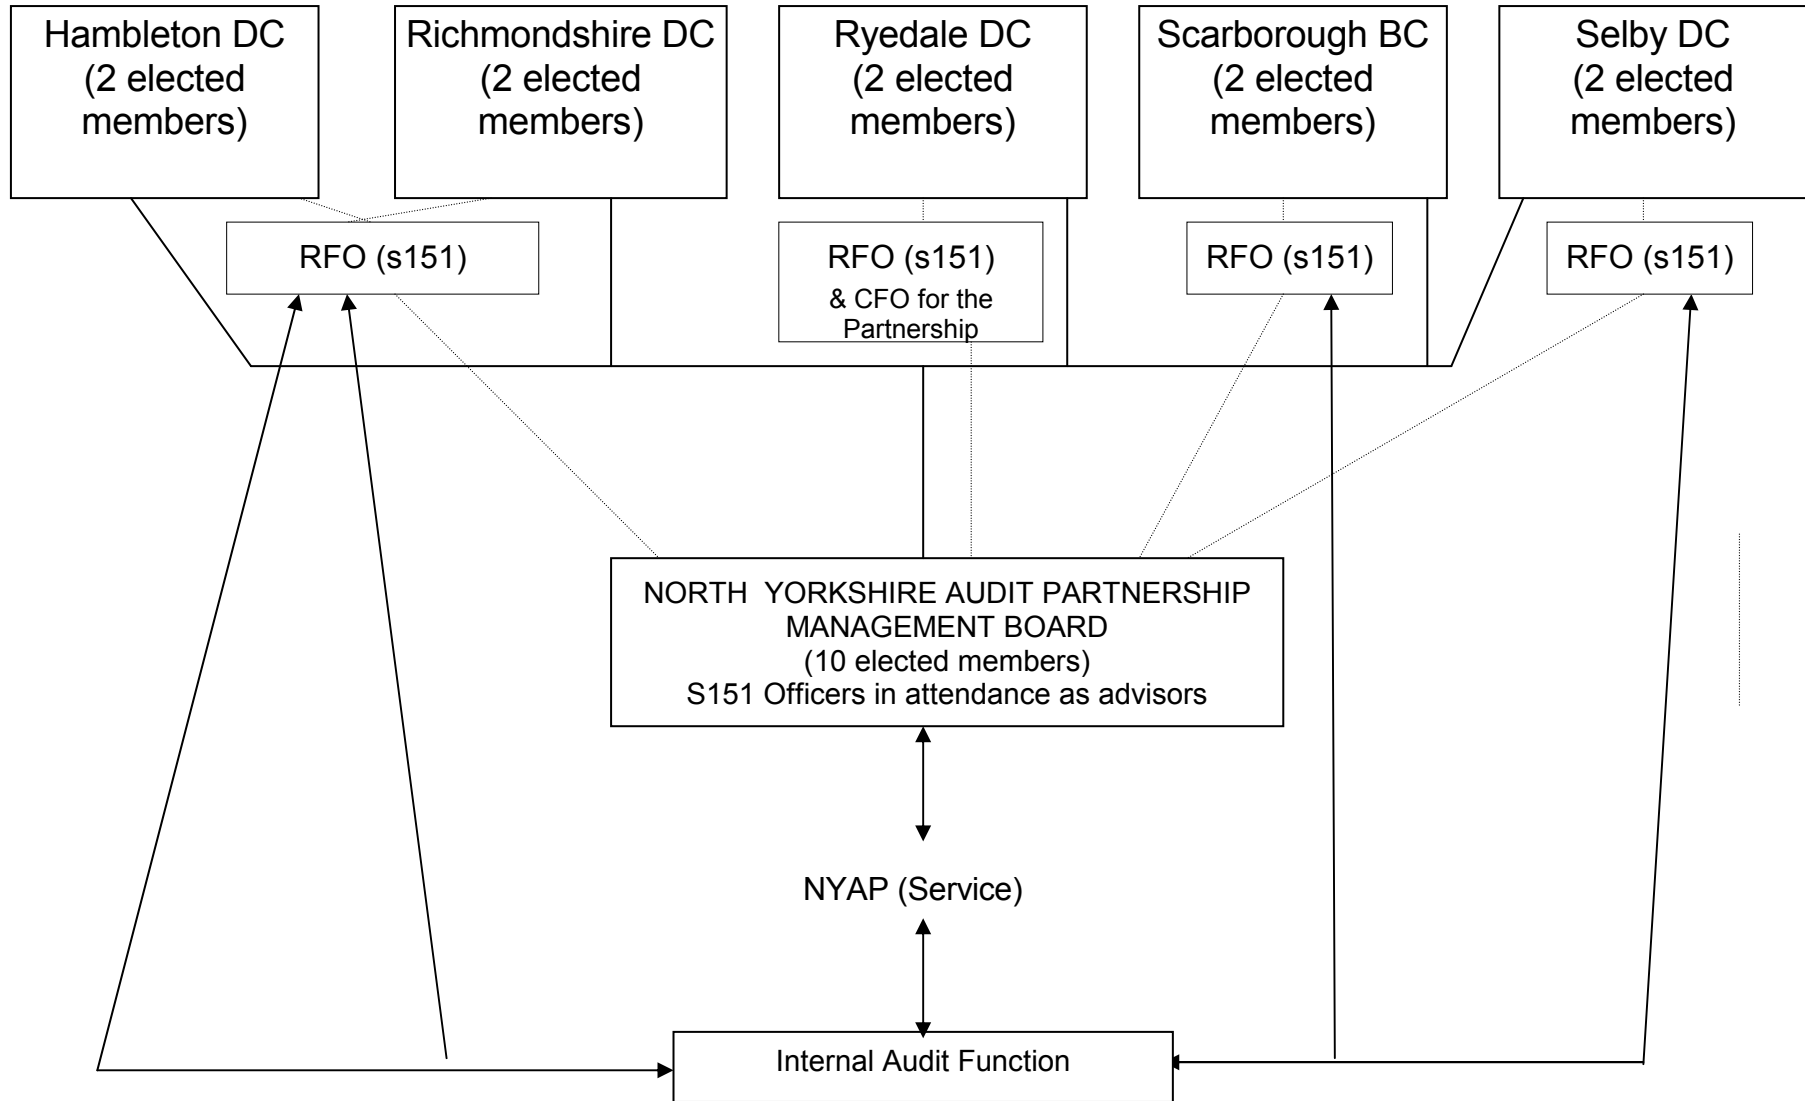 Hambleton DC
(2 elected
members)
Richmondshire DC
(2 elected
members)
Ryedale DC
(2 elected
members)
Scarborough BC
(2 elected
members)
Selby DC
(2 elected
members)
RFO (s151)
RFO (s151)
& CFO for the
Partnership
RFO (s151)
RFO (s151)
NORTH YORKSHIRE AUDIT PARTNERSHIP
MANAGEMENT BOARD
(10 elected members)
S151 Officers in attendance as advisors
NYAP (Service)
Internal Audit Function